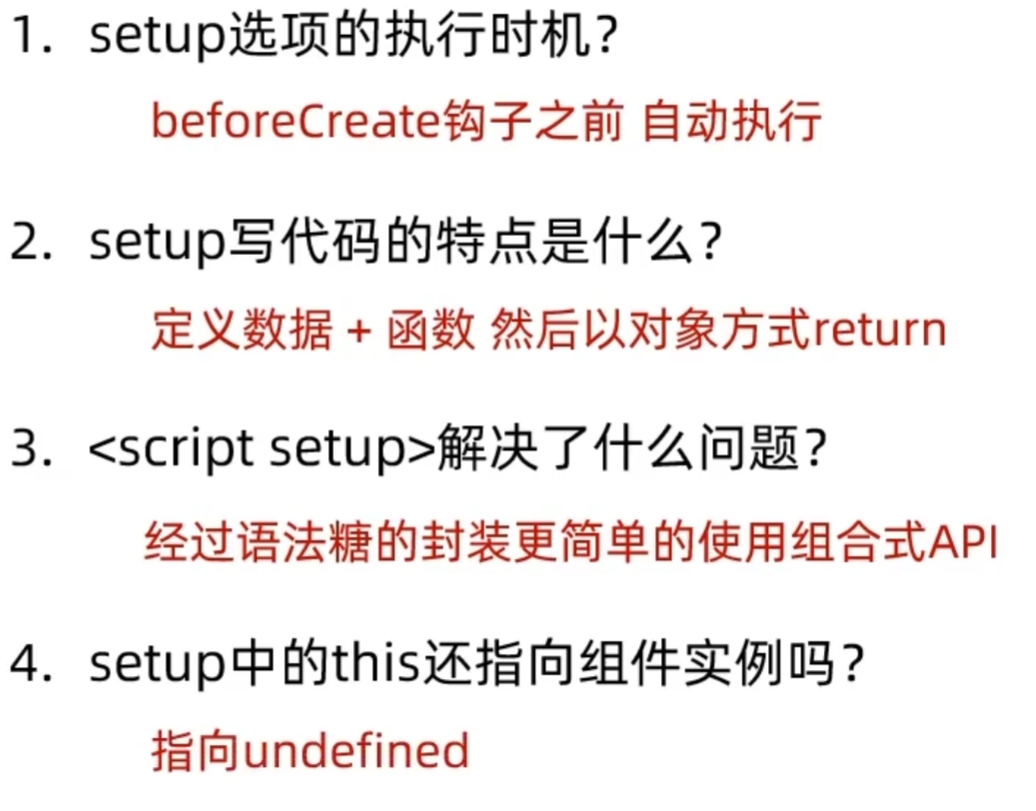 1. setup选项的执行时机？
beforeCreate钩子之前 自动执行
2. setup写代码的特点是什么？
定义数据 + 函数 然后以对象方式return
3. <script setup>解决了什么问题？
经过语法糖的封装更简单的使用组合式API
4. setup中的this还指向组件实例吗？
指向undefined